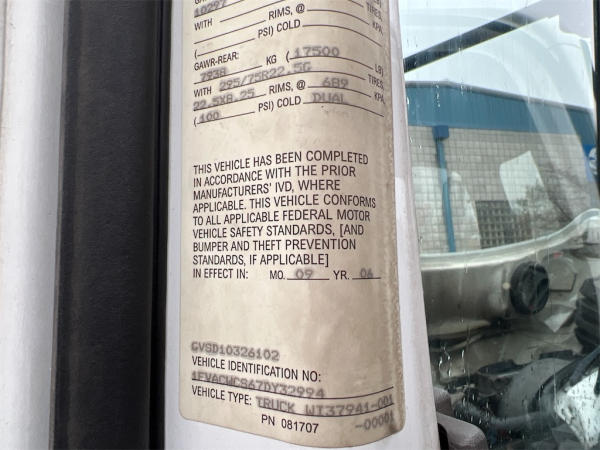 10297
WITH RIMS, @ TIRES,
( PSI) COLD KPA
GAWR-REAR:
7938 KG ( 17500 LB)
WITH 295/75R22.5G TIRES,
22.5X8.25 RIMS, @ 689 KPA
( 100 PSI) COLD DUAL
THIS VEHICLE HAS BEEN COMPLETED
IN ACCORDANCE WITH THE PRIOR
MANUFACTURERS' IVD, WHERE
APPLICABLE. THIS VEHICLE CONFORMS
TO ALL APPLICABLE FEDERAL MOTOR
VEHICLE SAFETY STANDARDS, [AND
BUMPER AND THEFT PREVENTION
STANDARDS, IF APPLICABLE]
IN EFFECT IN: MO. 09 YR. 06
GVSD10326102
VEHICLE IDENTIFICATION NO:
1FVACWCS67DY32994
VEHICLE TYPE: TRUCK WI37941-001
-00001
PN 081707